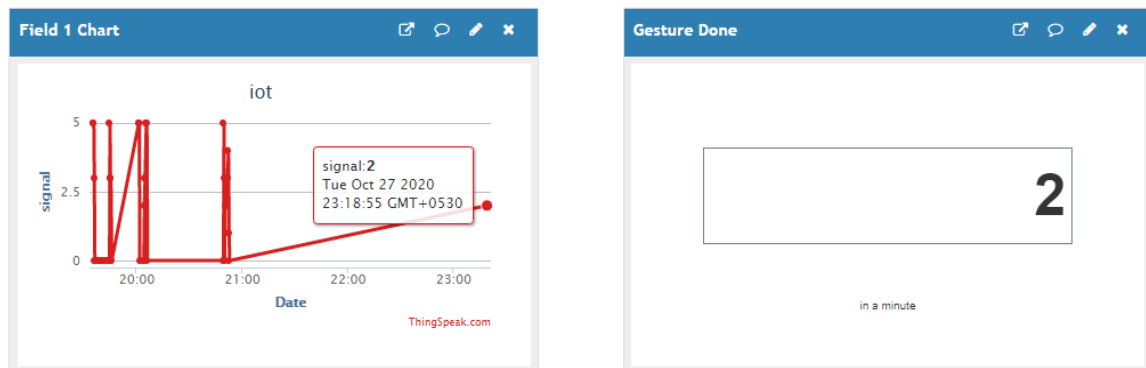 Field 1 Chart
iot
5
2.5
0
signal
signal:2
Tue Oct 27 2020
23:18:55 GMT+0530
20:00
21:00
22:00
23:00
Date
ThingSpeak.com
Gesture Done
2
in a minute